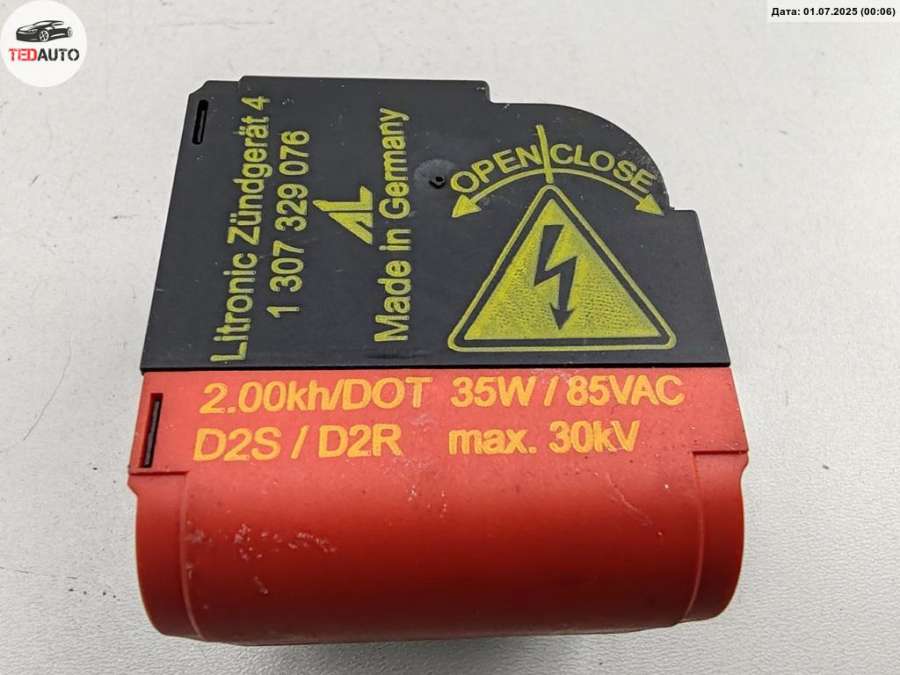 TEDAUTO
Дата: 01.07.2025 (00:06)
Litronic Zündgerät 4
1 307 329 076
AL
Made in Germany
OPEN CLOSE
2.00kh/DOT 35W / 85VAC
D2S / D2R max. 30kV